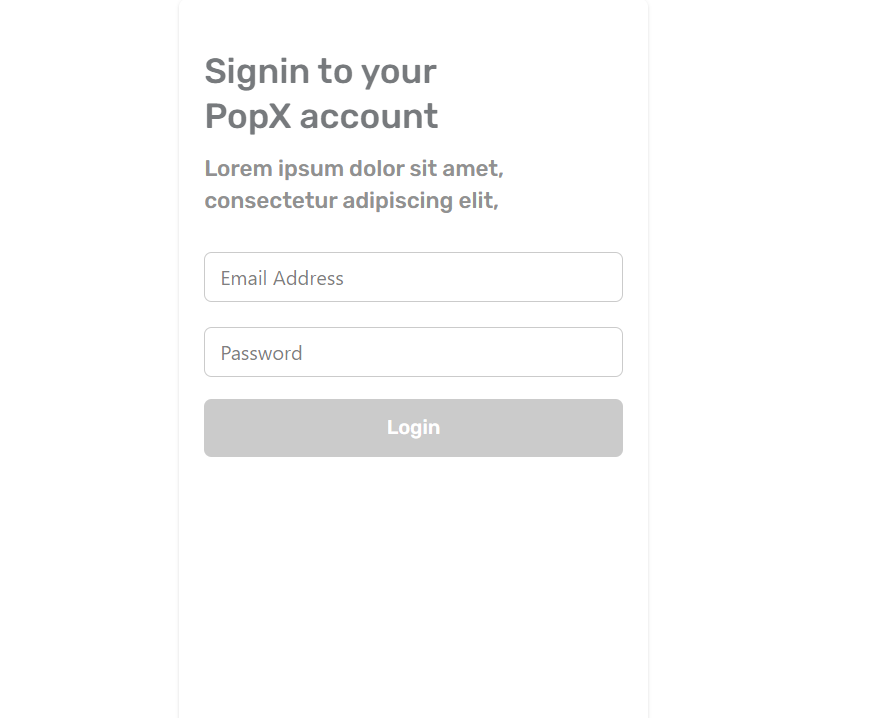 Signin to your
PopX account
Lorem ipsum dolor sit amet,
consectetur adipiscing elit,
Email Address
Password
Login